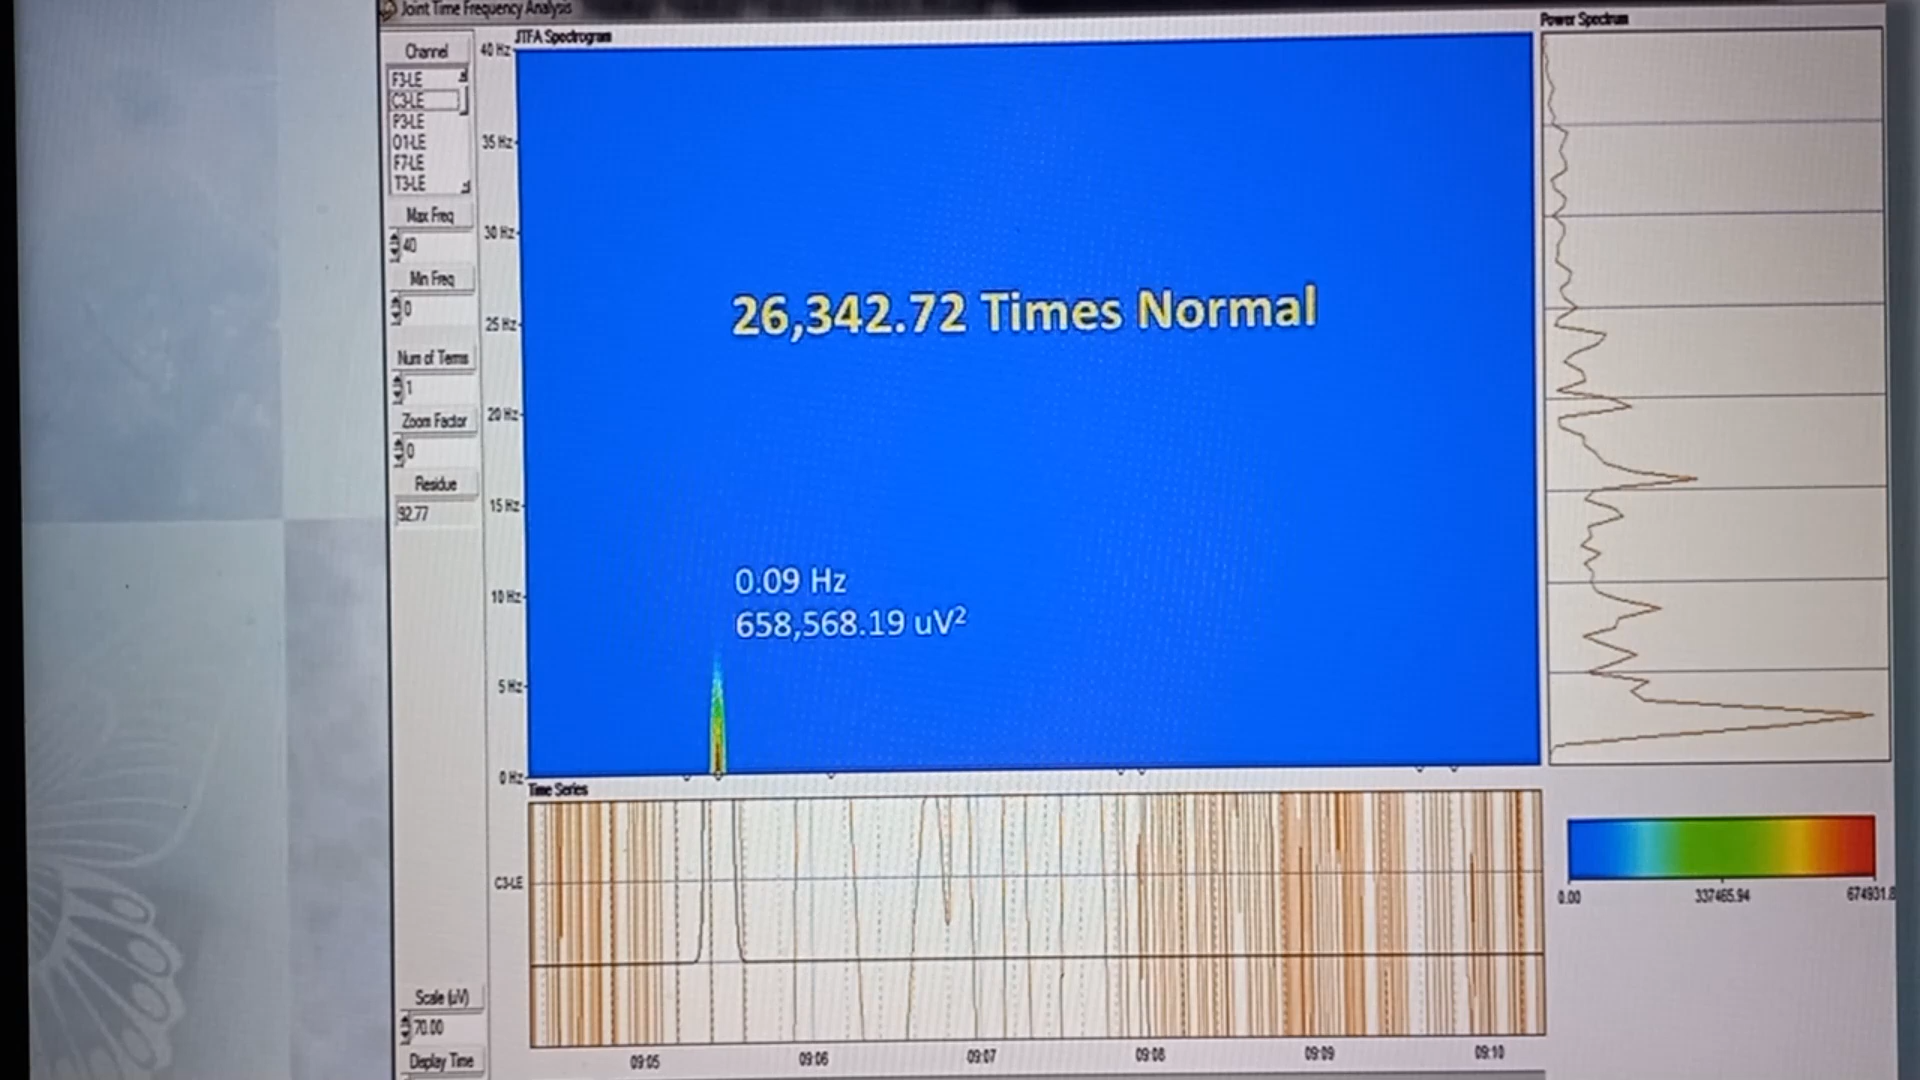 Joint Time Frequency Analysis
Channel
F3-LE
C3-LE
P3-LE
O1-LE
F7-LE
T3-LE
Max Freq
40
Min Freq
0
Num of Terms
1
Zoom Factor
0
Residue
92.77
Scale (uV)
70.00
Display Time
JTFA Spectrogram
40 Hz
35 Hz
30 Hz
25 Hz
20 Hz
15 Hz
10 Hz
5 Hz
0 Hz
26,342.72 Times Normal
0.09 Hz
658,568.19 uV²
Time Series
C3-LE
09:05 09:06 09:07 09:08 09:09 09:10
Power Spectrum
0.00 337465.94 674931.8